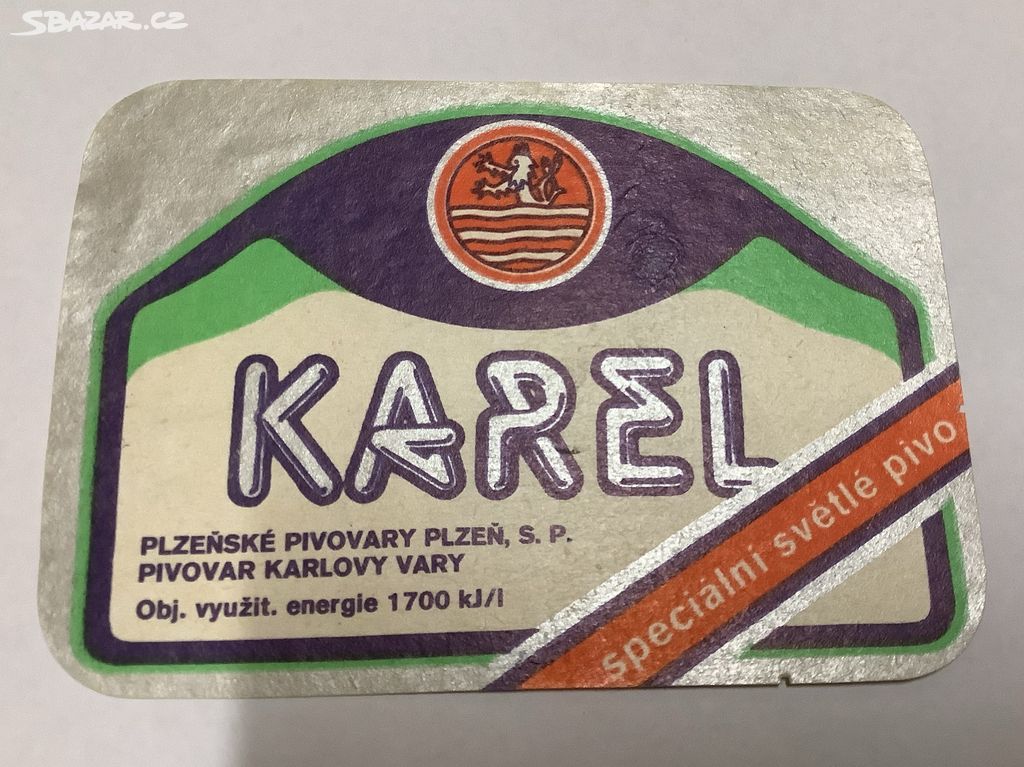 SBAZAR.CZ
KAREL
PLZEŇSKÉ PIVOVARY PLZEŇ, S. P.
PIVOVAR KARLOVY VARY
Obj. využit. energie 1700 kJ/l
speciální světlé pivo